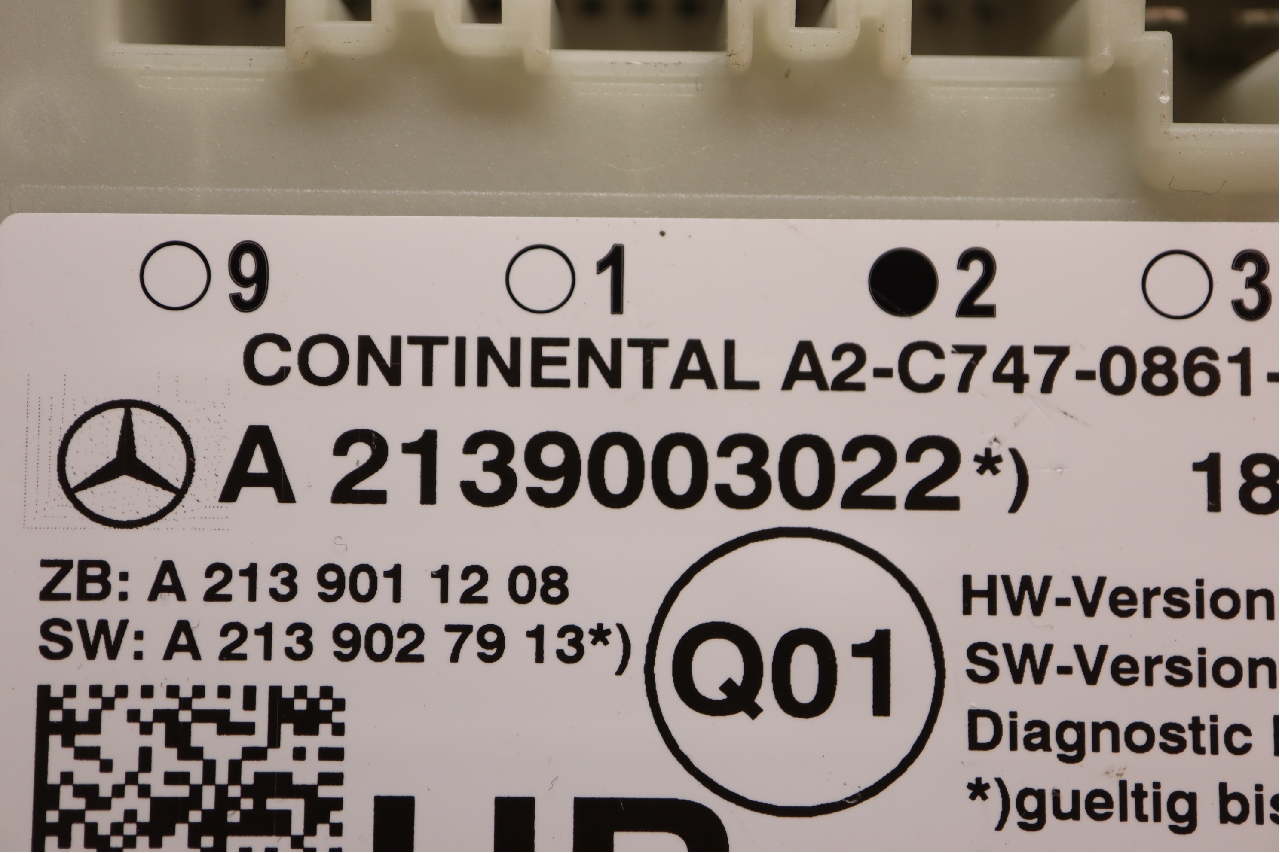 9 1 2 3
CONTINENTAL A2-C747-0861-
A 2139003022*) 18
ZB: A 213 901 12 08
SW: A 213 902 79 13*)
Q01
HW-Version
SW-Version
Diagnostic
*)gueltig bis